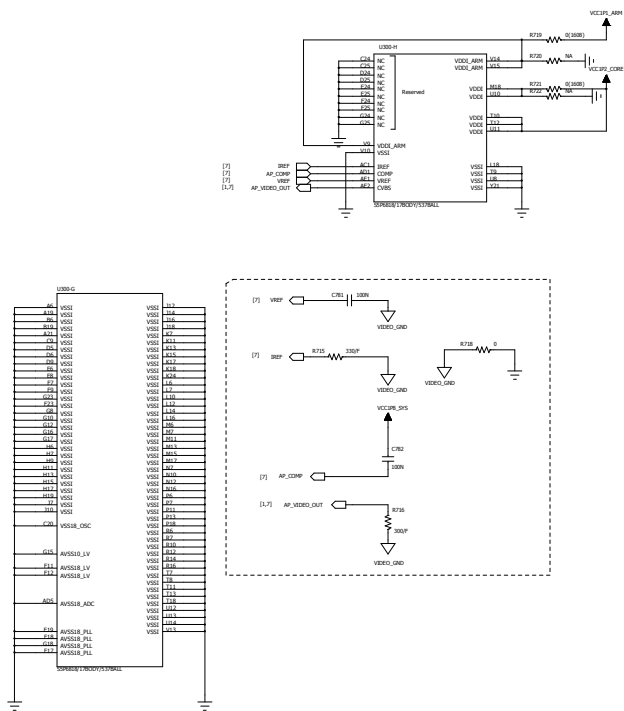 VCC1P1_ARM
R719 0(1608)
U300-H
R720 NA
C24 NC VDDI_ARM V14
C25 NC VDDI_ARM V15
VCC1P2_CORE
D24 NC
D25 NC
E24 NC
R721 0(1608)
E25 NC Reserved VDDI M18
R722 NA
F24 NC VDDI U10
F25 NC
G24 NC VDDI T10
G25 NC VDDI T12
VDDI U11
V9 VDDI_ARM
V10 VSSI
[7] IREF AC1 IREF VSSI L18
[7] AP_COMP AD1 COMP VSSI T9
[7] VREF AE1 VREF VSSI U8
[1,7] AP_VIDEO_OUT AE2 CVBS VSSI Y21
S5P6818/17BODY/537BALL
U300-G
A6 VSSI VSSI J12
A19 VSSI VSSI J14
B6 VSSI VSSI J16
B19 VSSI VSSI J18
A21 VSSI VSSI K7
C9 VSSI VSSI K11
D5 VSSI VSSI K13
D6 VSSI VSSI K15
D9 VSSI VSSI K17
E6 VSSI VSSI K18
E8 VSSI VSSI K24
F7 VSSI VSSI L6
F9 VSSI VSSI L7
G23 VSSI VSSI L10
F23 VSSI VSSI L12
G8 VSSI VSSI L14
G10 VSSI VSSI L16
G12 VSSI VSSI M6
G16 VSSI VSSI M7
G17 VSSI VSSI M11
H6 VSSI VSSI M13
H7 VSSI VSSI M15
H9 VSSI VSSI M17
H11 VSSI VSSI N7
H13 VSSI VSSI N10
H15 VSSI VSSI N12
H17 VSSI VSSI N16
H19 VSSI VSSI P6
J7 VSSI VSSI P7
J10 VSSI VSSI P11
VSSI P13
C20 VSS18_OSC VSSI P18
VSSI R6
VSSI R7
VSSI R10
G15 AVSS10_LV VSSI R12
VSSI R14
F11 AVSS18_LV VSSI R16
F12 AVSS18_LV VSSI T7
VSSI T8
VSSI T11
VSSI T13
AD5 AVSS18_ADC VSSI T18
VSSI U12
VSSI U13
VSSI U14
E19 AVSS18_PLL VSSI V13
F18 AVSS18_PLL
G18 AVSS18_PLL
F17 AVSS18_PLL
S5P6818/17BODY/537BALL
C781 100N
[7] VREF
VIDEO_GND
R715 330/F
[7] IREF
VIDEO_GND
R718 0
VIDEO_GND
VCC1P8_SYS
C782
100N
[7] AP_COMP
[1,7] AP_VIDEO_OUT
R716
300/F
VIDEO_GND